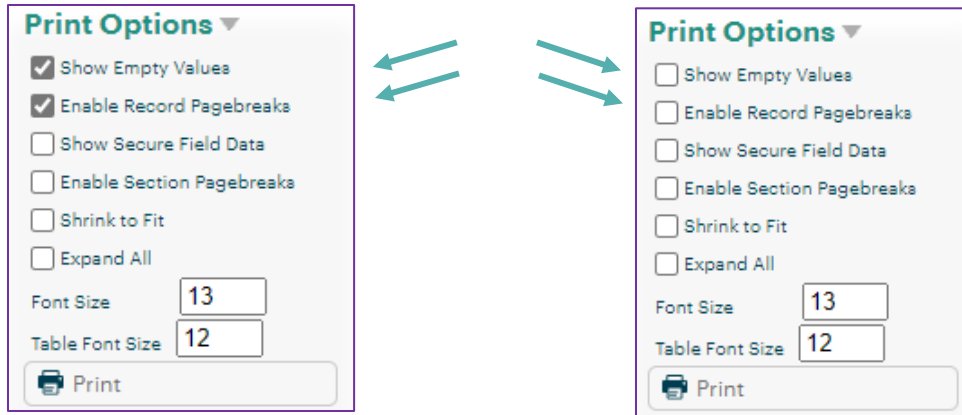 Print Options
Show Empty Values
Enable Record Pagebreaks
Show Secure Field Data
Enable Section Pagebreaks
Shrink to Fit
Expand All
Font Size 13
Table Font Size 12
Print
Print Options
Show Empty Values
Enable Record Pagebreaks
Show Secure Field Data
Enable Section Pagebreaks
Shrink to Fit
Expand All
Font Size 13
Table Font Size 12
Print